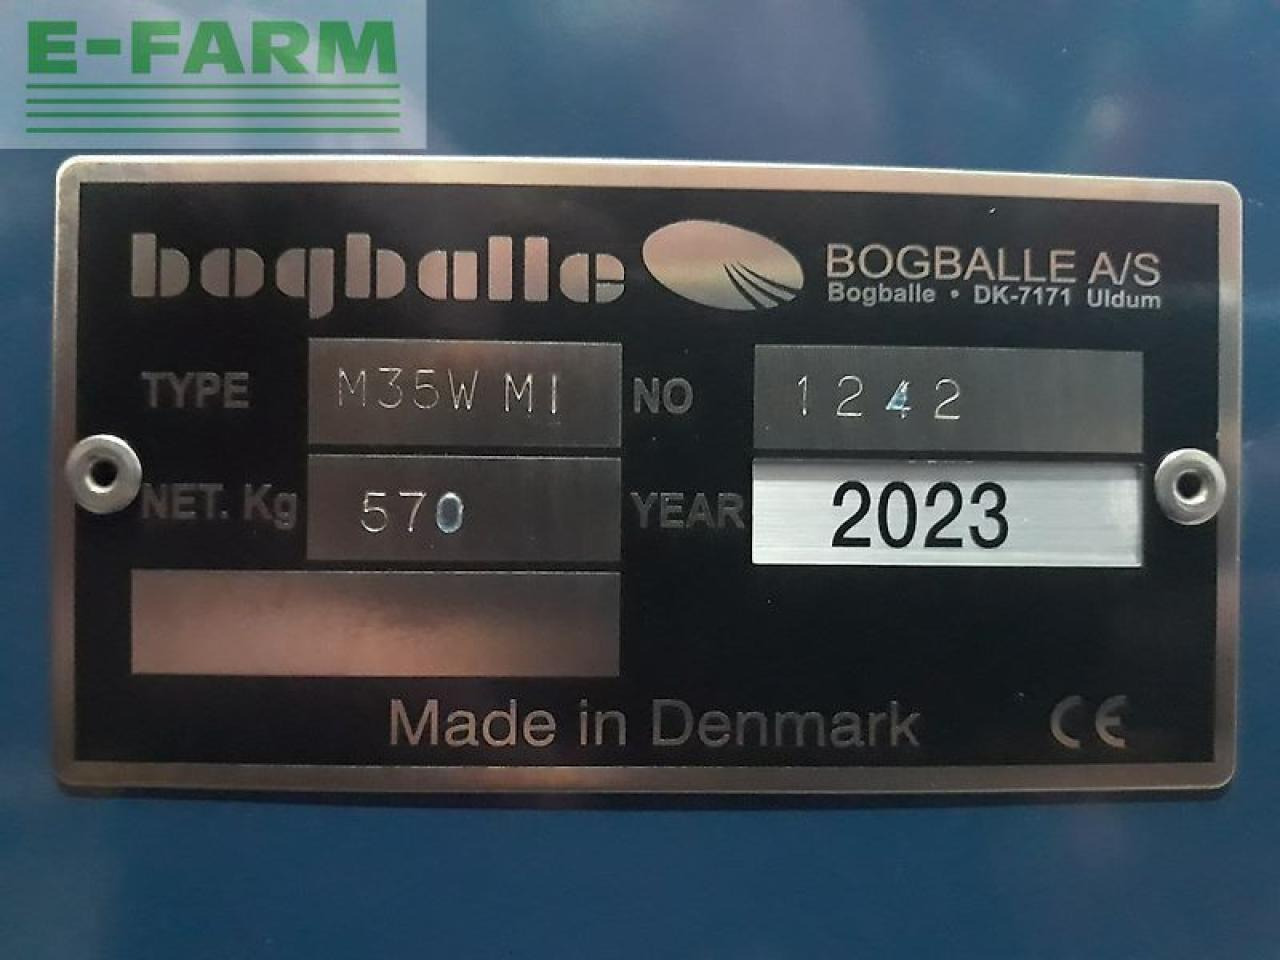 E-FARM
bogballe
BOGBALLE A/S
Bogballe • DK-7171 Uldum
TYPE M35W M1 NO 1242
NET. Kg 570 YEAR 2023
Made in Denmark CE